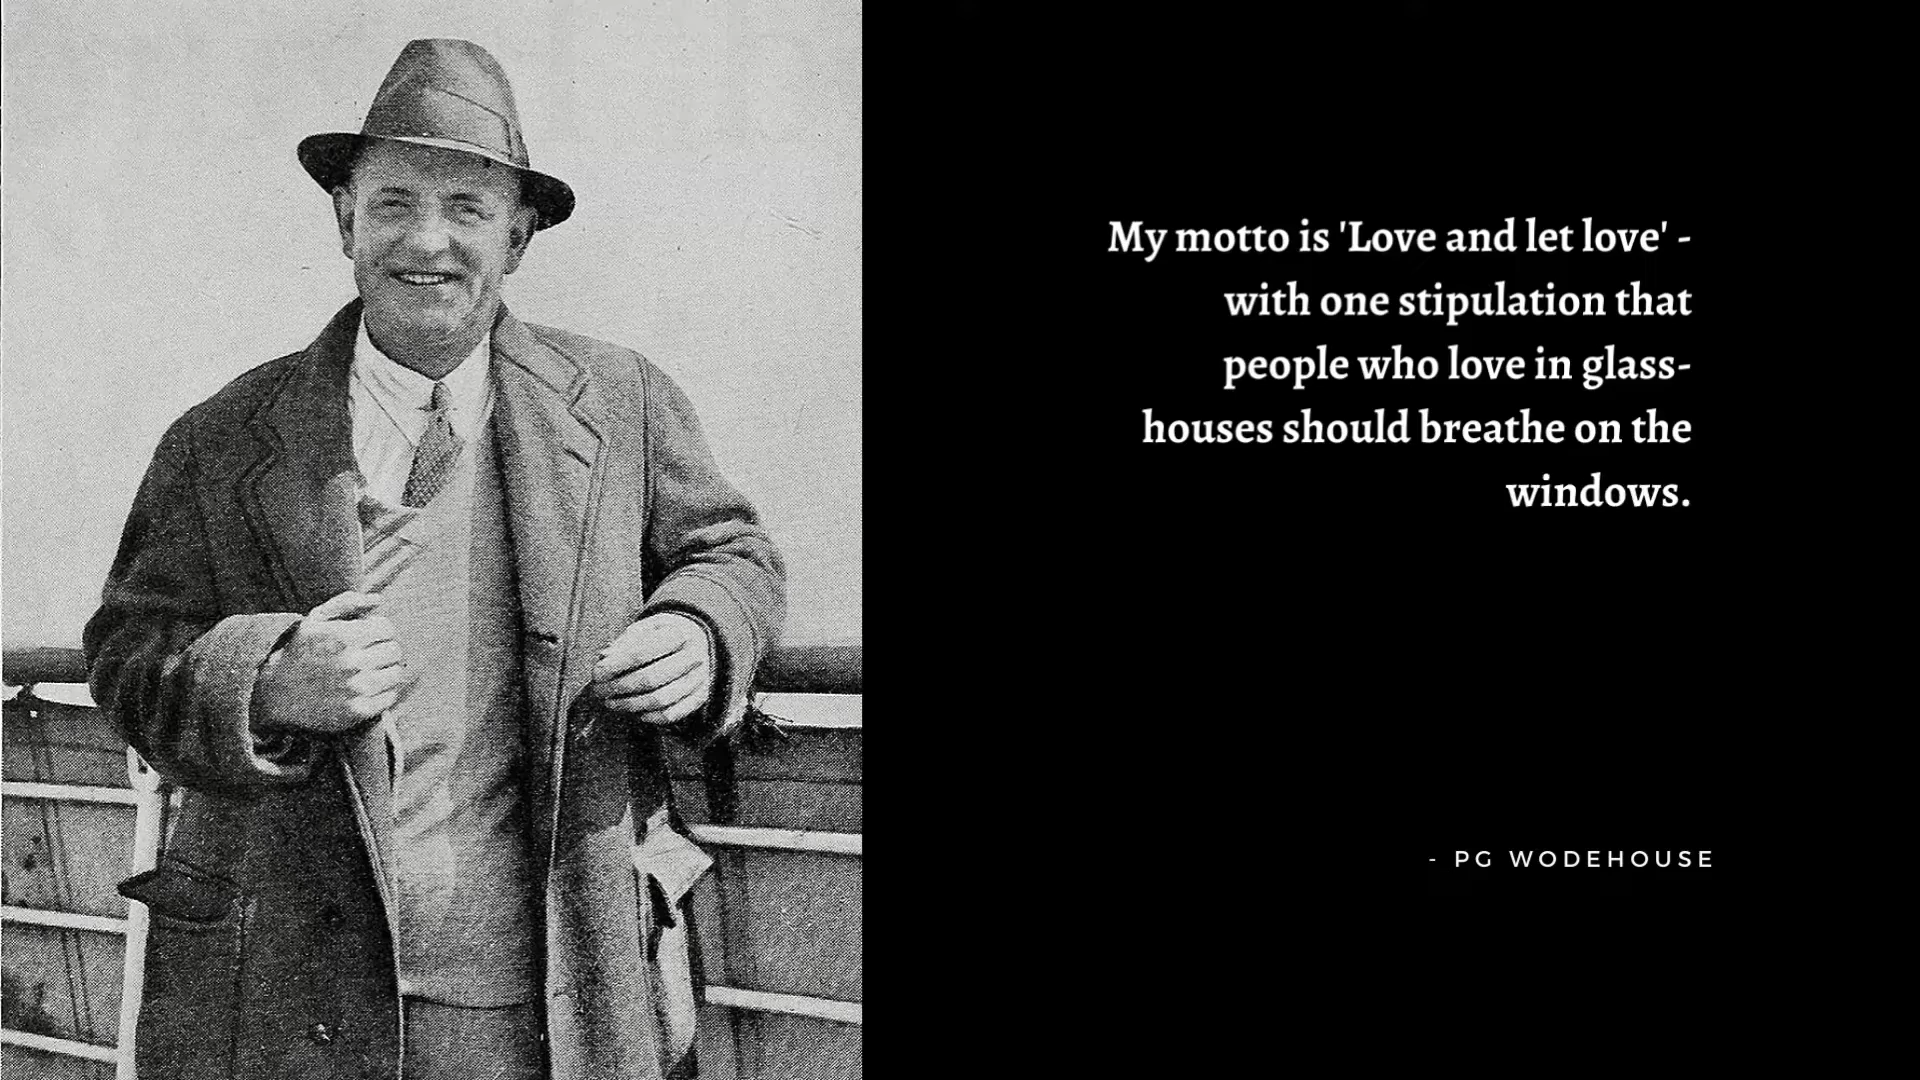 My motto is 'Love and let love' -
with one stipulation that
people who love in glass-
houses should breathe on the
windows.
- PG WODEHOUSE